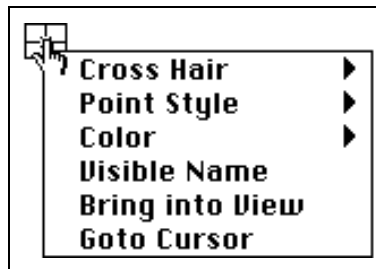 Cross Hair
Point Style
Color
Visible Name
Bring into View
Goto Cursor